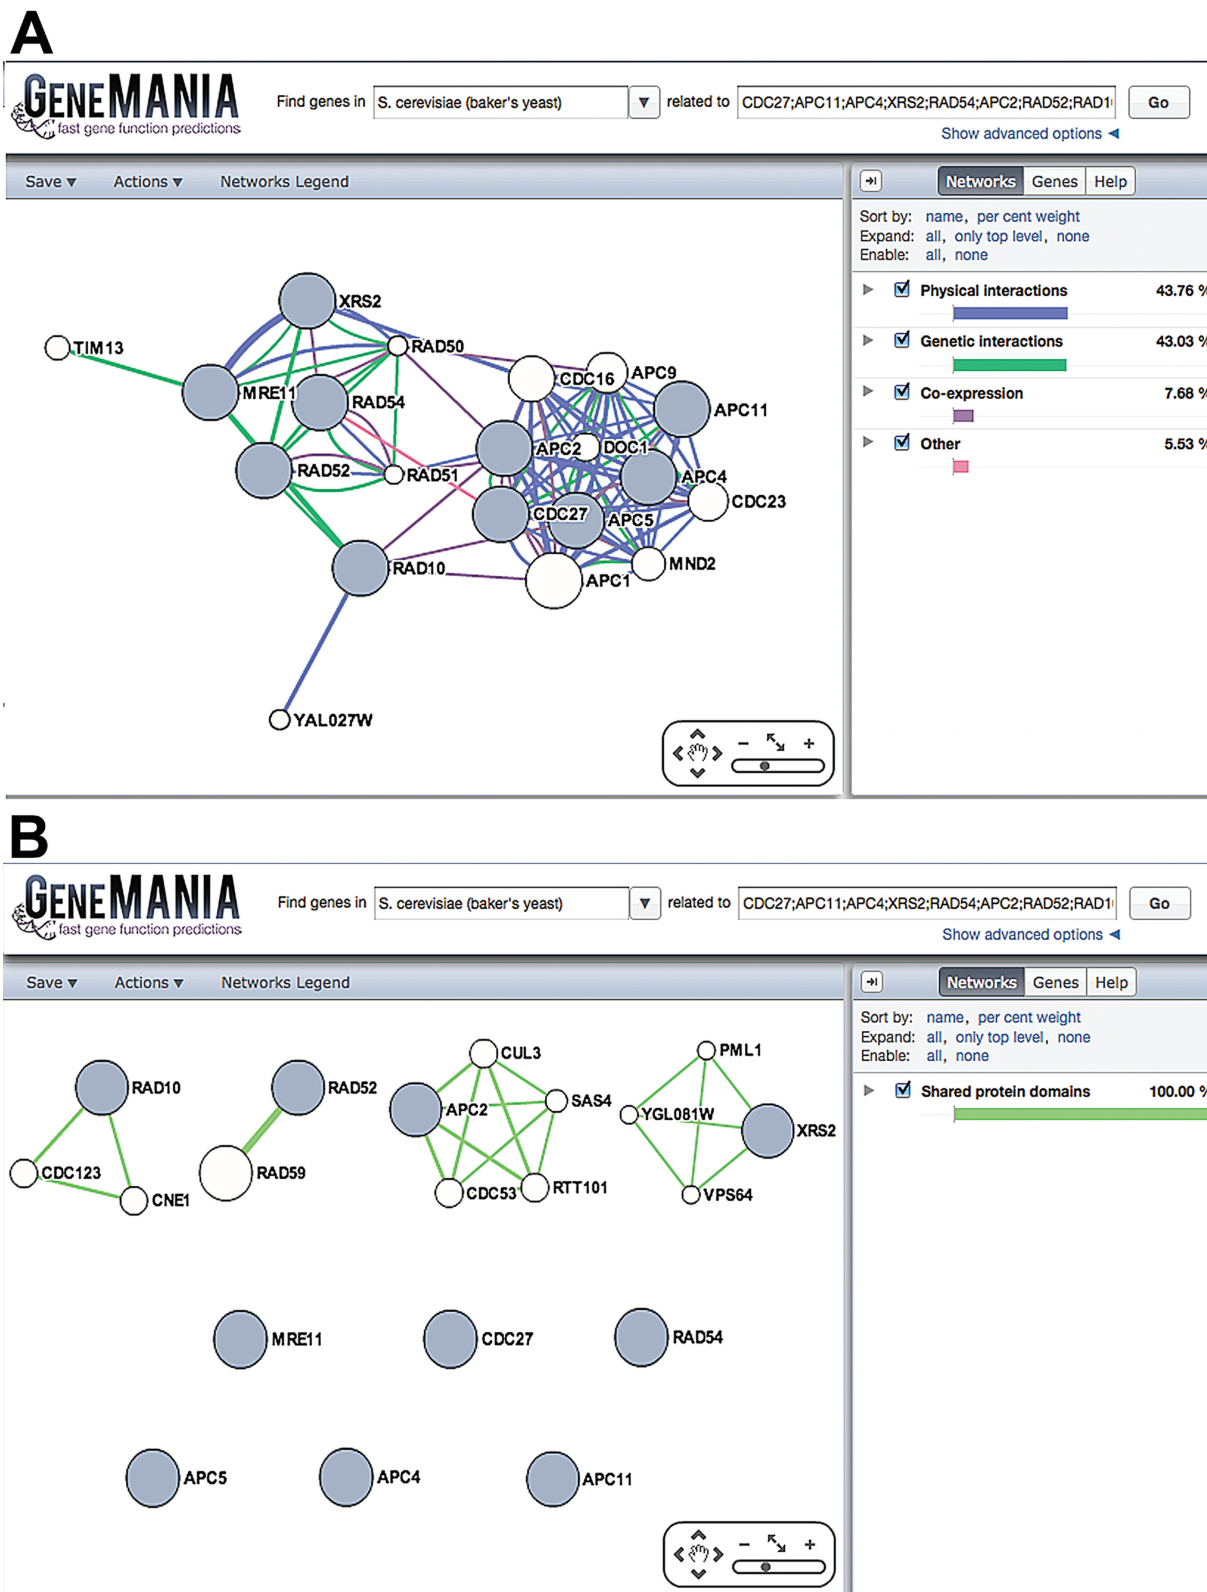 A
GENEMANIA
fast gene function predictions
Find genes in S. cerevisiae (baker's yeast) related to CDC27;APC11;APC4;XRS2;RAD54;APC2;RAD52;RAD1 Go
Show advanced options
Save Actions Networks Legend
Networks Genes Help
Sort by: name, per cent weight
Expand: all, only top level, none
Enable: all, none
Physical interactions 43.76 %
Genetic interactions 43.03 %
Co-expression 7.68 %
Other 5.53 %
XRS2
TIM13
RAD50
CDC16
APC9
MRE11
RAD54
APC11
APC2
DOC1
RAD52
RAD51
APC4
CDC23
CDC27
APC5
RAD10
APC1
MND2
YAL027W
B
GENEMANIA
fast gene function predictions
Find genes in S. cerevisiae (baker's yeast) related to CDC27;APC11;APC4;XRS2;RAD54;APC2;RAD52;RAD1 Go
Show advanced options
Save Actions Networks Legend
Networks Genes Help
Sort by: name, per cent weight
Expand: all, only top level, none
Enable: all, none
Shared protein domains 100.00 %
CUL3
PML1
RAD10
RAD52
APC2
SAS4
YGL081W
XRS2
CDC123
RAD59
CNE1
CDC53
RTT101
VPS64
MRE11
CDC27
RAD54
APC5
APC4
APC11